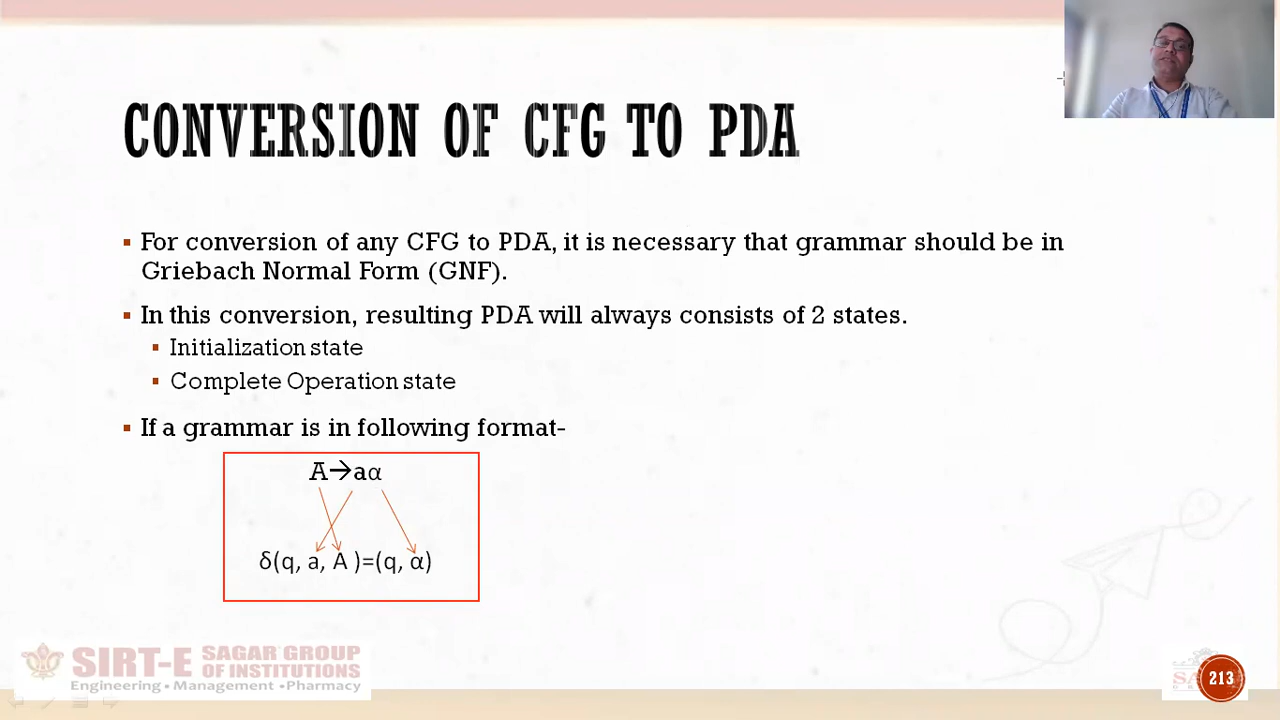 CONVERSION OF CFG TO PDA
▪ For conversion of any CFG to PDA, it is necessary that grammar should be in
Griebach Normal Form (GNF).
▪ In this conversion, resulting PDA will always consists of 2 states.
▪ Initialization state
▪ Complete Operation state
▪ If a grammar is in following format-
A→aα
δ(q, a, A )=(q, α)
SIRT-E SAGAR GROUP
OF INSTITUTIONS
Engineering • Management • Pharmacy
213